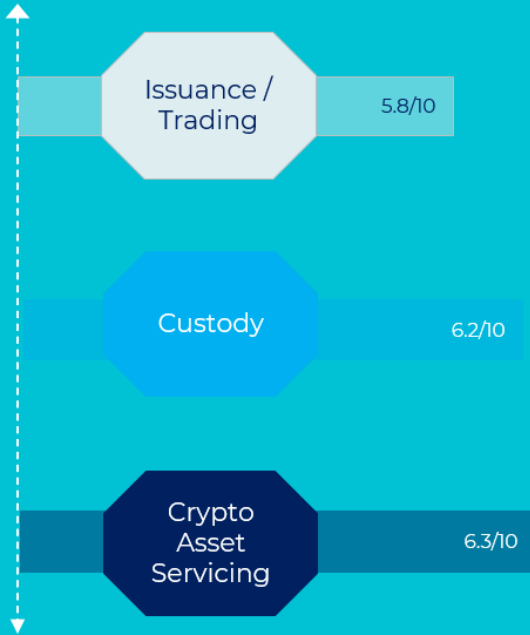 Issuance /
Trading
5.8/10
Custody
6.2/10
Crypto
Asset
Servicing
6.3/10